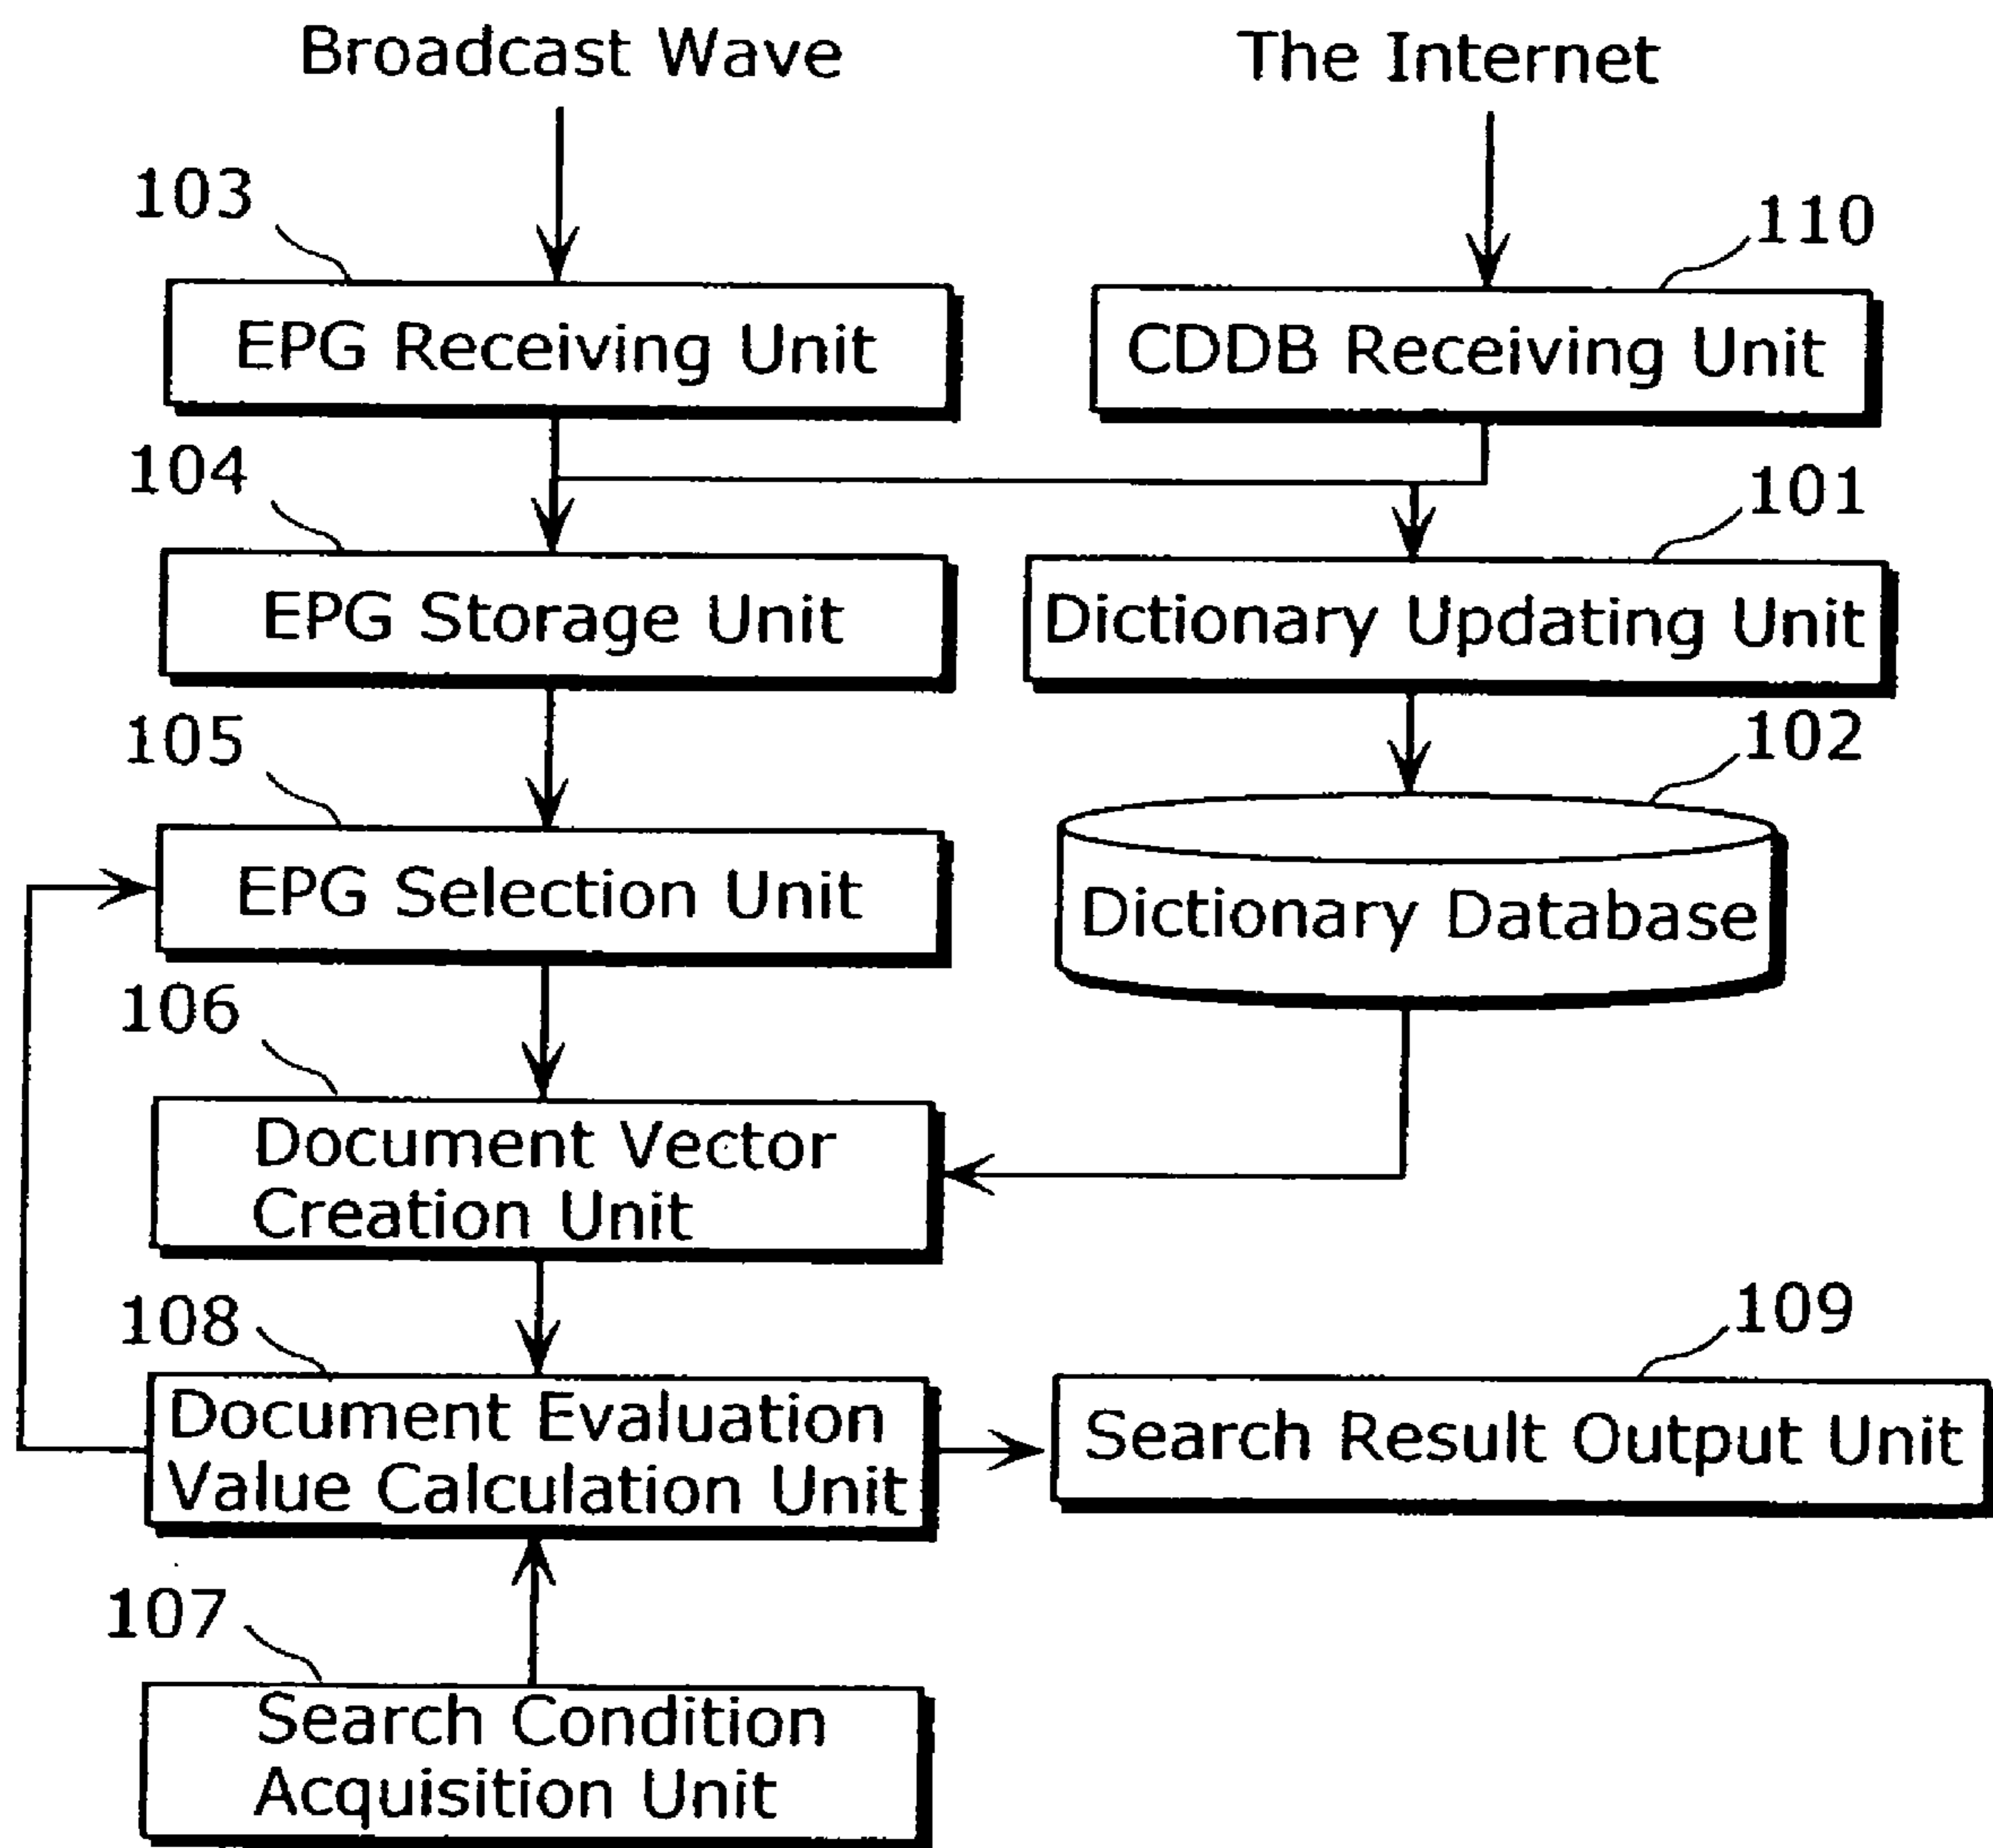 Broadcast Wave
The Internet
103
110
EPG Receiving Unit
CDDB Receiving Unit
104
101
EPG Storage Unit
Dictionary Updating Unit
105
102
EPG Selection Unit
Dictionary Database
106
Document Vector
Creation Unit
108
109
Document Evaluation
Value Calculation Unit
Search Result Output Unit
107
Search Condition
Acquisition Unit